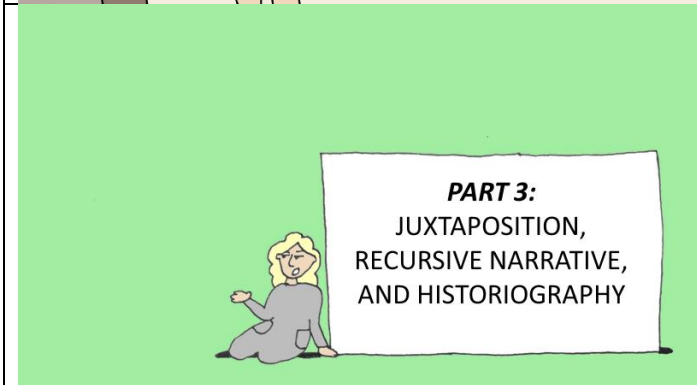 PART 3:
JUXTAPOSITION,
RECURSIVE NARRATIVE,
AND HISTORIOGRAPHY